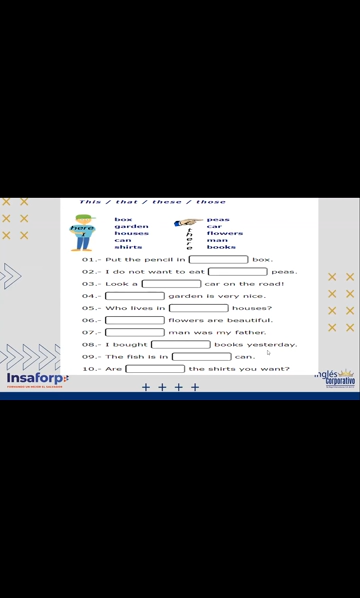 This / that / these / those
box
garden
houses
can
shirts
here
peas
car
flowers
man
books
there
01.- Put the pencil in box.
02.- I do not want to eat peas.
03.- Look a car on the road!
04.- garden is very nice.
05.- Who lives in houses?
06.- flowers are beautiful.
07.- man was my father.
08.- I bought books yesterday.
09.- The fish is in can.
10.- Are the shirts you want?
Insaforp
Inglés
Corporativo